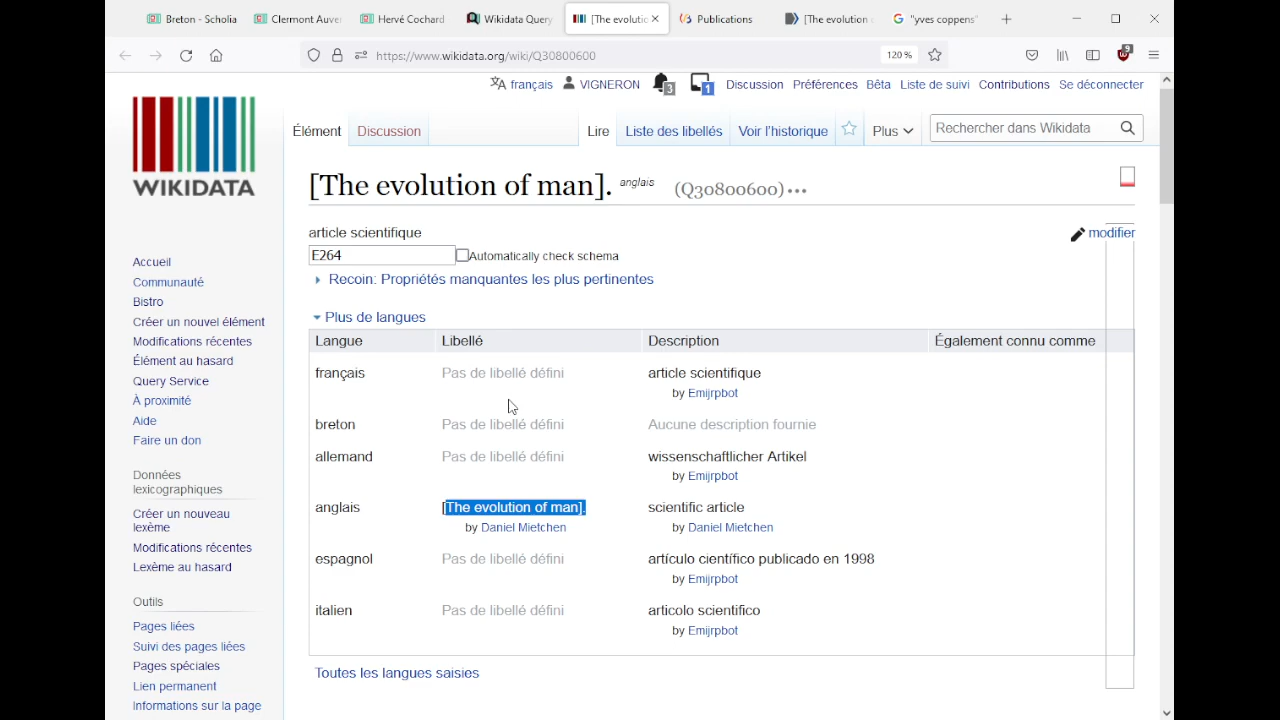 Breton - Scholia
Clermont Auver
Hervé Cochard
Wikidata Query
[The evolutio
Publications
[The evolution o
"yves coppens"
https://www.wikidata.org/wiki/Q30800600
120 %
9
français
VIGNERON
3
1
Discussion
Préférences
Bêta
Liste de suivi
Contributions
Se déconnecter
Élément
Discussion
Lire
Liste des libellés
Voir l'historique
Plus
Rechercher dans Wikidata
WIKIDATA
Accueil
Communauté
Bistro
Créer un nouvel élément
Modifications récentes
Élément au hasard
Query Service
À proximité
Aide
Faire un don
Données
lexicographiques
Créer un nouveau
lexème
Modifications récentes
Lexème au hasard
Outils
Pages liées
Suivi des pages liées
Pages spéciales
Lien permanent
Informations sur la page
[The evolution of man]. anglais (Q30800600)
article scientifique
modifier
E264
Automatically check schema
Recoin: Propriétés manquantes les plus pertinentes
Plus de langues
Langue Libellé Description Également connu comme
français Pas de libellé défini article scientifique
by Emijrpbot
breton Pas de libellé défini Aucune description fournie
allemand Pas de libellé défini wissenschaftlicher Artikel
by Emijrpbot
anglais [The evolution of man]. scientific article
by Daniel Mietchen by Daniel Mietchen
espagnol Pas de libellé défini artículo científico publicado en 1998
by Emijrpbot
italien Pas de libellé défini articolo scientifico
by Emijrpbot
Toutes les langues saisies